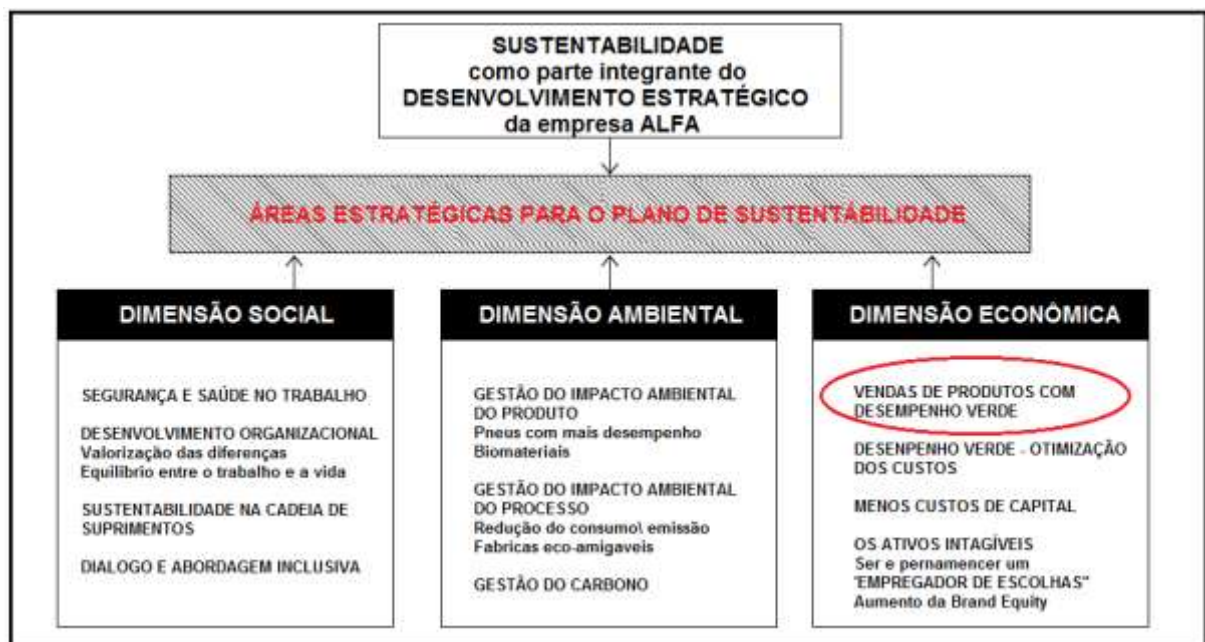 SUSTENTABILIDADE
como parte integrante do
DESENVOLVIMENTO ESTRATÉGICO
da empresa ALFA
ÁREAS ESTRATÉGICAS PARA O PLANO DE SUSTENTÁBILIDADE
DIMENSÃO SOCIAL
SEGURANÇA E SAÚDE NO TRABALHO
DESENVOLVIMENTO ORGANIZACIONAL
Valorização das diferenças
Equilibrio entre o trabalho e a vida
SUSTENTABILIDADE NA CADEIA DE
SUPRIMENTOS
DIALOGO E ABORDAGEM INCLUSIVA
DIMENSÃO AMBIENTAL
GESTÃO DO IMPACTO AMBIENTAL
DO PRODUTO
Pneus com mais desempenho
Biomateriais
GESTÃO DO IMPACTO AMBIENTAL
DO PROCESSO
Redução do consumo\ emissão
Fabricas eco-amigaveis
GESTÃO DO CARBONO
DIMENSÃO ECONÔMICA
VENDAS DE PRODUTOS COM
DESEMPENHO VERDE
DESENPENHO VERDE - OTIMIZAÇÃO
DOS CUSTOS
MENOS CUSTOS DE CAPITAL
OS ATIVOS INTAGÍVEIS
Ser e pernamencer um
'EMPREGADOR DE ESCOLHAS"
Aumento da Brand Equity